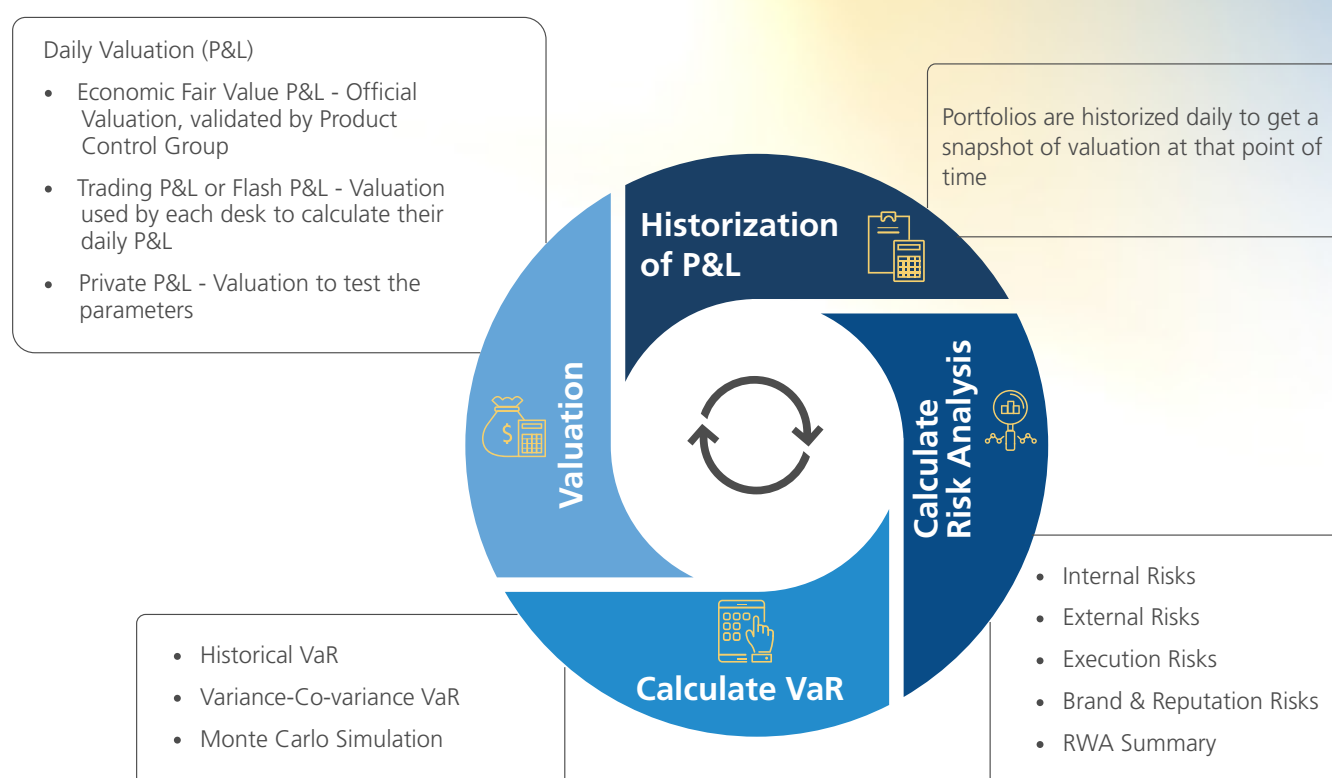 Daily Valuation (P&L)
• Economic Fair Value P&L - Official
Valuation, validated by Product
Control Group
• Trading P&L or Flash P&L - Valuation
used by each desk to calculate their
daily P&L
• Private P&L - Valuation to test the
parameters
Portfolios are historized daily to get a
snapshot of valuation at that point of
time
Historization
of P&L
Calculate
Risk Analysis
Valuation
$
Calculate VaR
• Historical VaR
• Variance-Co-variance VaR
• Monte Carlo Simulation
• Internal Risks
• External Risks
• Execution Risks
• Brand & Reputation Risks
• RWA Summary